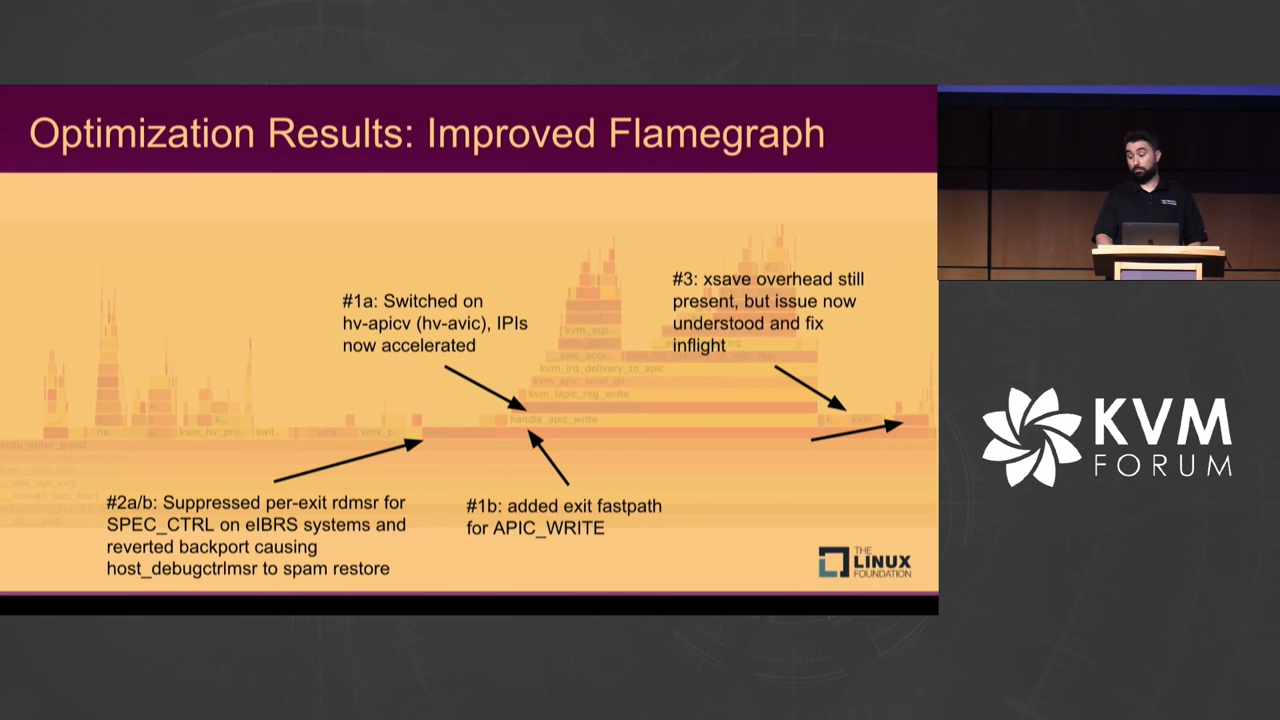 Optimization Results: Improved Flamegraph
#1a: Switched on
hv-apicv (hv-avic), IPIs
now accelerated
#3: xsave overhead still
present, but issue now
understood and fix
inflight
kvm_vcp..
apic_acce..
kvm_irq_delivery_to_apic
kvm_apic_send_ipi
kvm_lapic_reg_write
handle_apic_write
kvm_hv_pro..
swit..
#2a/b: Suppressed per-exit rdmsr for
SPEC_CTRL on eIBRS systems and
reverted backport causing
host_debugctrlmsr to spam restore
#1b: added exit fastpath
for APIC_WRITE
THE
LINUX
FOUNDATION
KVM
FORUM